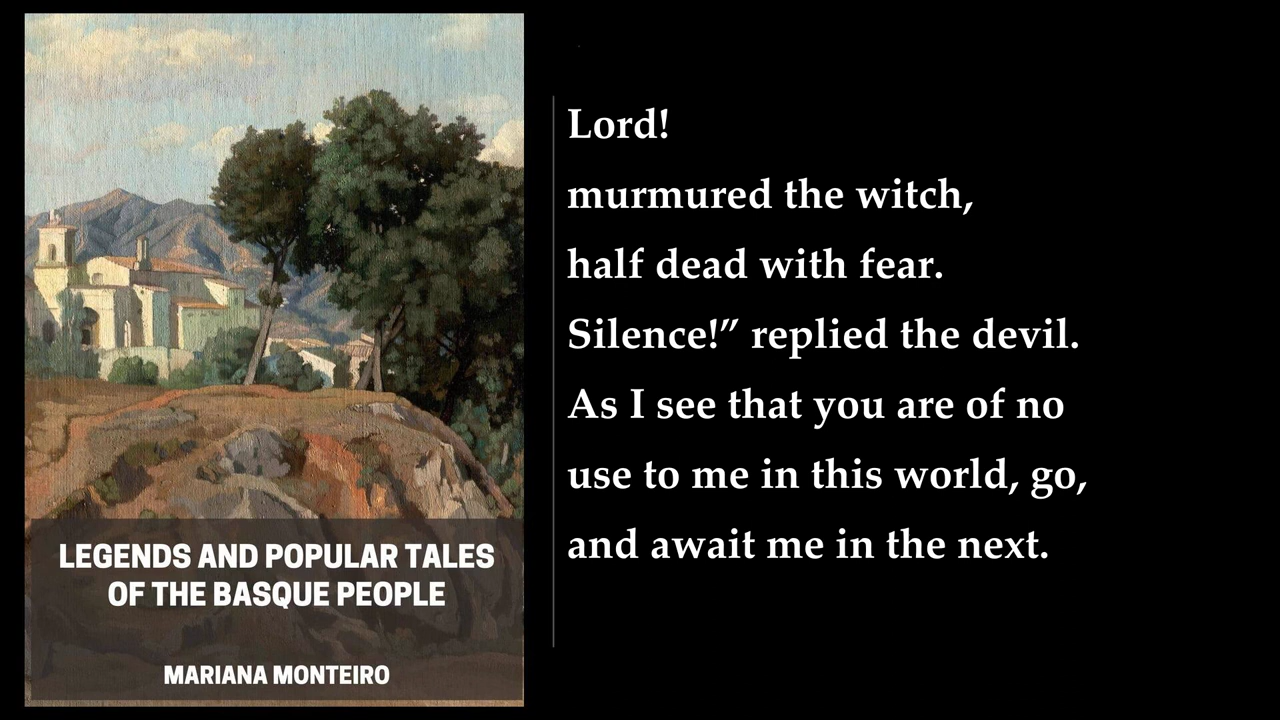 LEGENDS AND POPULAR TALES
OF THE BASQUE PEOPLE
MARIANA MONTEIRO
Lord!
murmured the witch,
half dead with fear.
Silence!” replied the devil.
As I see that you are of no
use to me in this world, go,
and await me in the next.